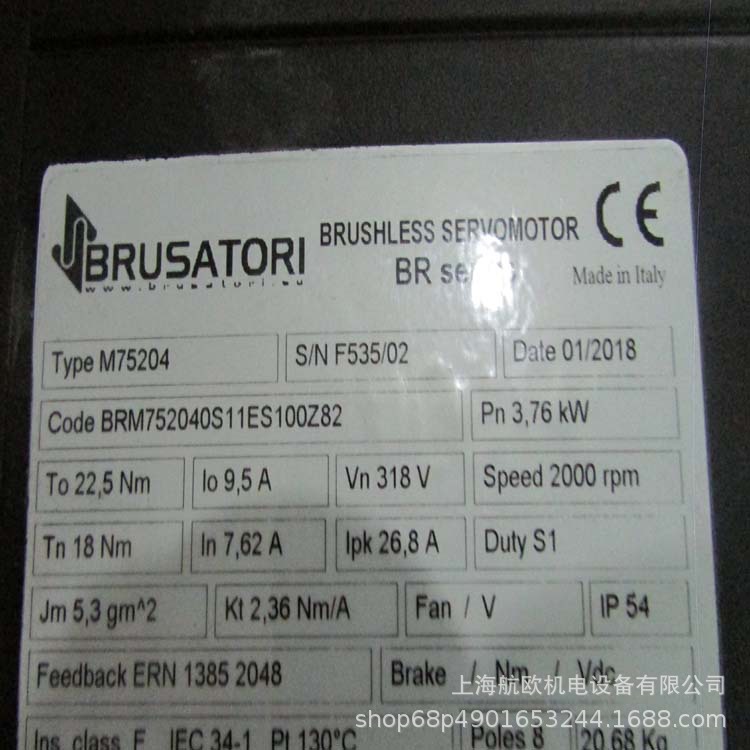 BRUSATORI
www.brusatori.eu
BRUSHLESS SERVOMOTOR
BR
CE
Made in Italy
Type M75204
S/N F535/02
Date 01/2018
Code BRM752040S11ES100Z82
Pn 3,76 kW
To 22,5 Nm
Io 9,5 A
Vn 318 V
Speed 2000 rpm
Tn 18 Nm
In 7,62 A
Ipk 26,8 A
Duty S1
Jm 5,3 gm^2
Kt 2,36 Nm/A
Fan / V
IP 54
Feedback ERN 1385 2048
Brake / Nm / Vdc
上海航欧机电设备有限公司
Ins. class F IEC 34-1 Pt 130°C
Poles 8
20,68 Kg
shop68p4901653244.1688.com